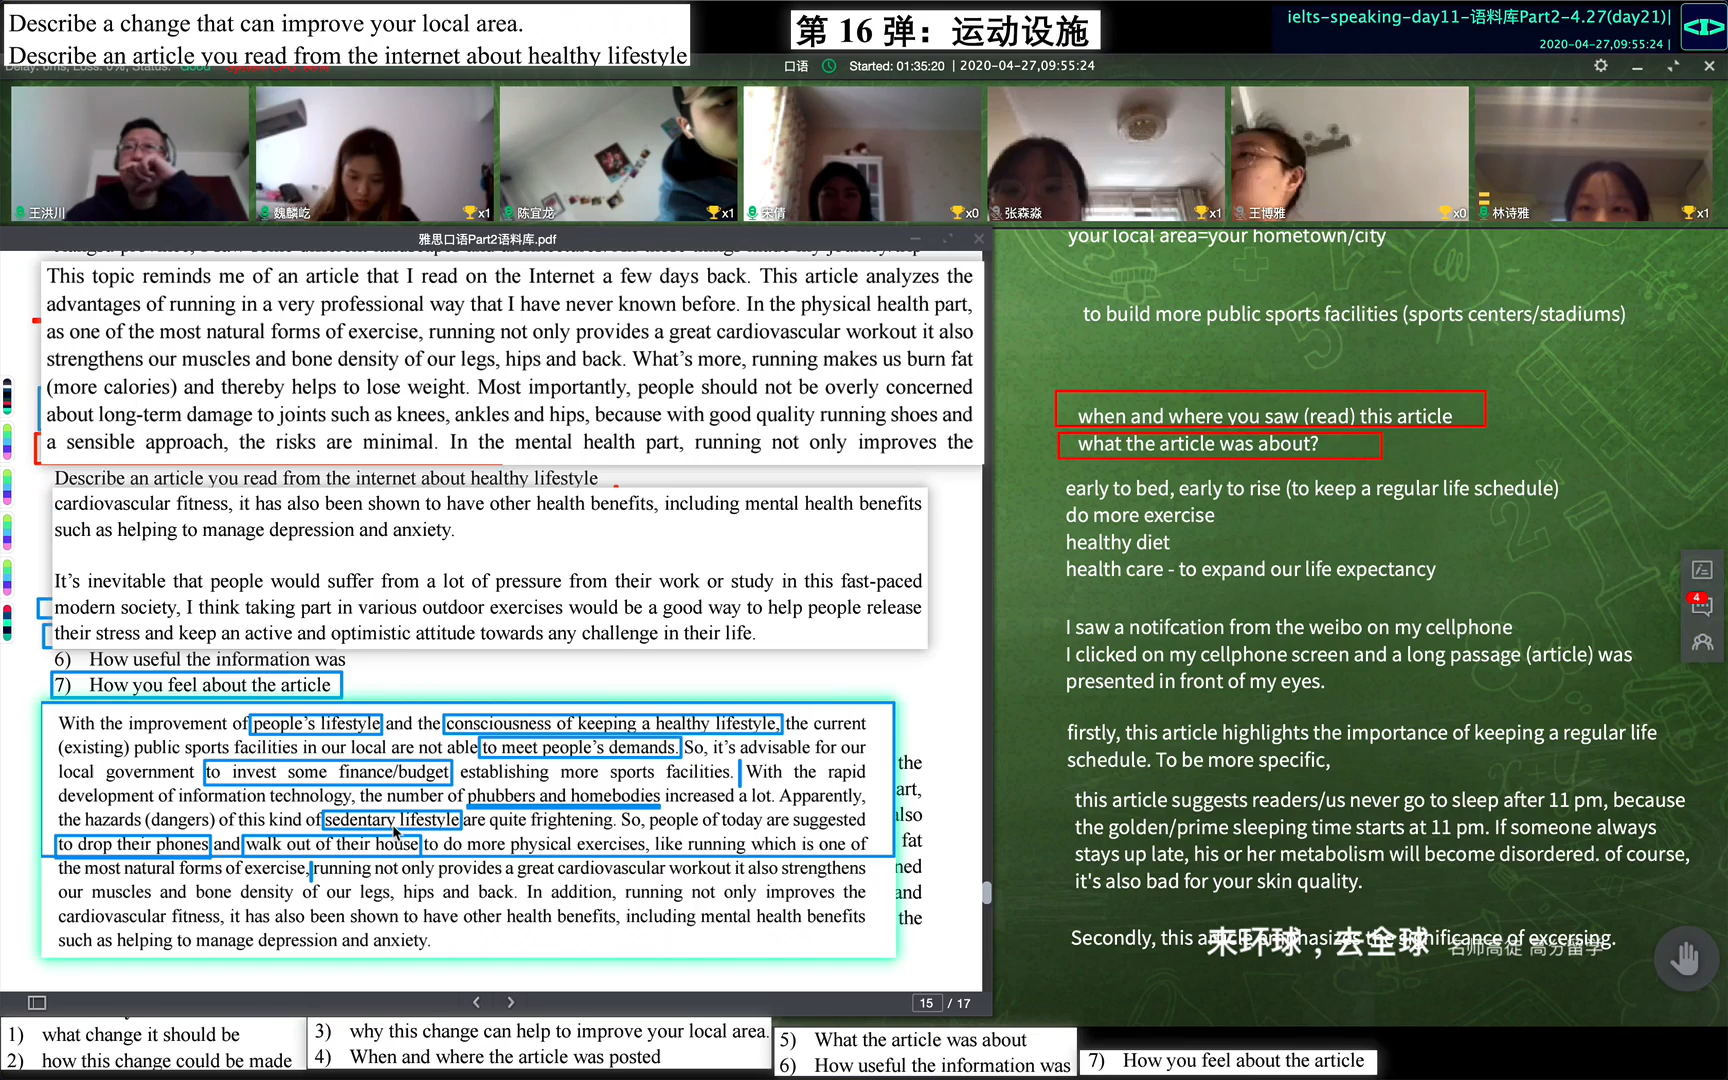 Describe a change that can improve your local area.
Describe an article you read from the internet about healthy lifestyle
第 16 弹：运动设施
ielts-speaking-day11-语料库Part2-4.27(day21)|
2020-04-27,09:55:24 |
口语 Started: 01:35:20 | 2020-04-27,09:55:24
王洪川
魏麟屹 x1
陈宜龙 x1
宋倩 x0
张森淼 x1
王博雅 x0
林诗雅 x1
雅思口语Part2语料库.pdf
This topic reminds me of an article that I read on the Internet a few days back. This article analyzes the
advantages of running in a very professional way that I have never known before. In the physical health part,
as one of the most natural forms of exercise, running not only provides a great cardiovascular workout it also
strengthens our muscles and bone density of our legs, hips and back. What's more, running makes us burn fat
(more calories) and thereby helps to lose weight. Most importantly, people should not be overly concerned
about long-term damage to joints such as knees, ankles and hips, because with good quality running shoes and
a sensible approach, the risks are minimal. In the mental health part, running not only improves the
Describe an article you read from the internet about healthy lifestyle
cardiovascular fitness, it has also been shown to have other health benefits, including mental health benefits
such as helping to manage depression and anxiety.
It's inevitable that people would suffer from a lot of pressure from their work or study in this fast-paced
modern society, I think taking part in various outdoor exercises would be a good way to help people release
their stress and keep an active and optimistic attitude towards any challenge in their life.
6) How useful the information was
7) How you feel about the article
With the improvement of people's lifestyle and the consciousness of keeping a healthy lifestyle, the current
(existing) public sports facilities in our local are not able to meet people's demands. So, it's advisable for our
local government to invest some finance/budget establishing more sports facilities. With the rapid
development of information technology, the number of phubbers and homebodies increased a lot. Apparently,
the hazards (dangers) of this kind of sedentary lifestyle are quite frightening. So, people of today are suggested
to drop their phones and walk out of their house to do more physical exercises, like running which is one of
the most natural forms of exercise, running not only provides a great cardiovascular workout it also strengthens
our muscles and bone density of our legs, hips and back. In addition, running not only improves the
cardiovascular fitness, it has also been shown to have other health benefits, including mental health benefits
such as helping to manage depression and anxiety.
the
art,
also
fat
ned
and
the
15 / 17
your local area=your hometown/city
to build more public sports facilities (sports centers/stadiums)
when and where you saw (read) this article
what the article was about?
early to bed, early to rise (to keep a regular life schedule)
do more exercise
healthy diet
health care - to expand our life expectancy
I saw a notifcation from the weibo on my cellphone
I clicked on my cellphone screen and a long passage (article) was
presented in front of my eyes.
firstly, this article highlights the importance of keeping a regular life
schedule. To be more specific,
this article suggests readers/us never go to sleep after 11 pm, because
the golden/prime sleeping time starts at 11 pm. If someone always
stays up late, his or her metabolism will become disordered. of course,
it's also bad for your skin quality.
Secondly, this article emphasizes the significance of excersing.
来环球，去全球 名师高徒 高分留学
4
1) what change it should be
2) how this change could be made
3) why this change can help to improve your local area.
4) When and where the article was posted
5) What the article was about
6) How useful the information was
7) How you feel about the article